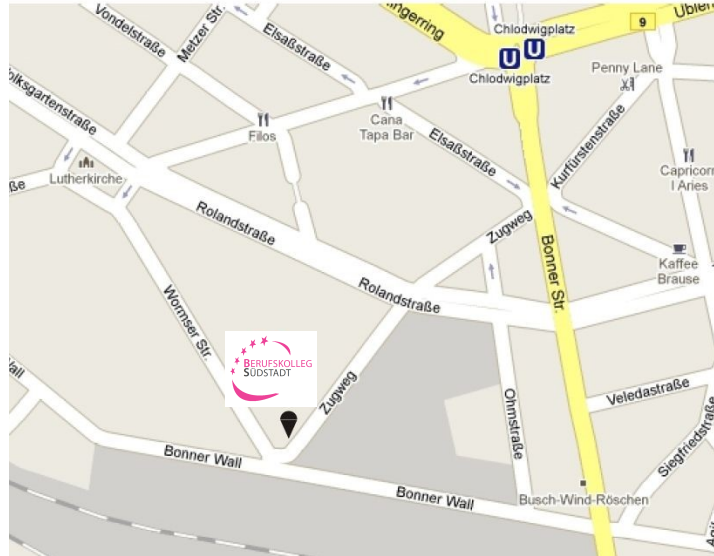 Vondelstraße
Metzer Str.
Elsaßstraße
Chlodwigplatz
U U
Chlodwigplatz
9
Penny Lane
Filos
Cana
Tapa Bar
Elsaßstraße
Kurfürstenstraße
Capricorn
I Aries
Lutherkirche
Rolandstraße
Zugweg
Bonner Str.
Kaffee
Brause
Rolandstraße
Wormser Str.
BERUFSKOLLEG
SÜDSTADT
Zugweg
Ohmstraße
Veledastraße
Siegfriedstraße
Wall
Bonner Wall
Bonner Wall
Busch-Wind-Röschen